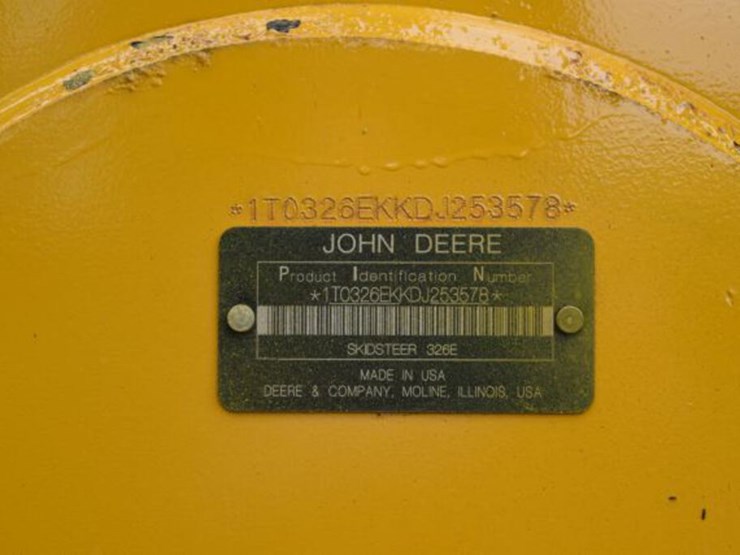 *1T0326EKKDJ253578*
JOHN DEERE
Product Identification Number
*1T0326EKKDJ253578*
SKIDSTEER 326E
MADE IN USA
DEERE & COMPANY, MOLINE, ILLINOIS, USA